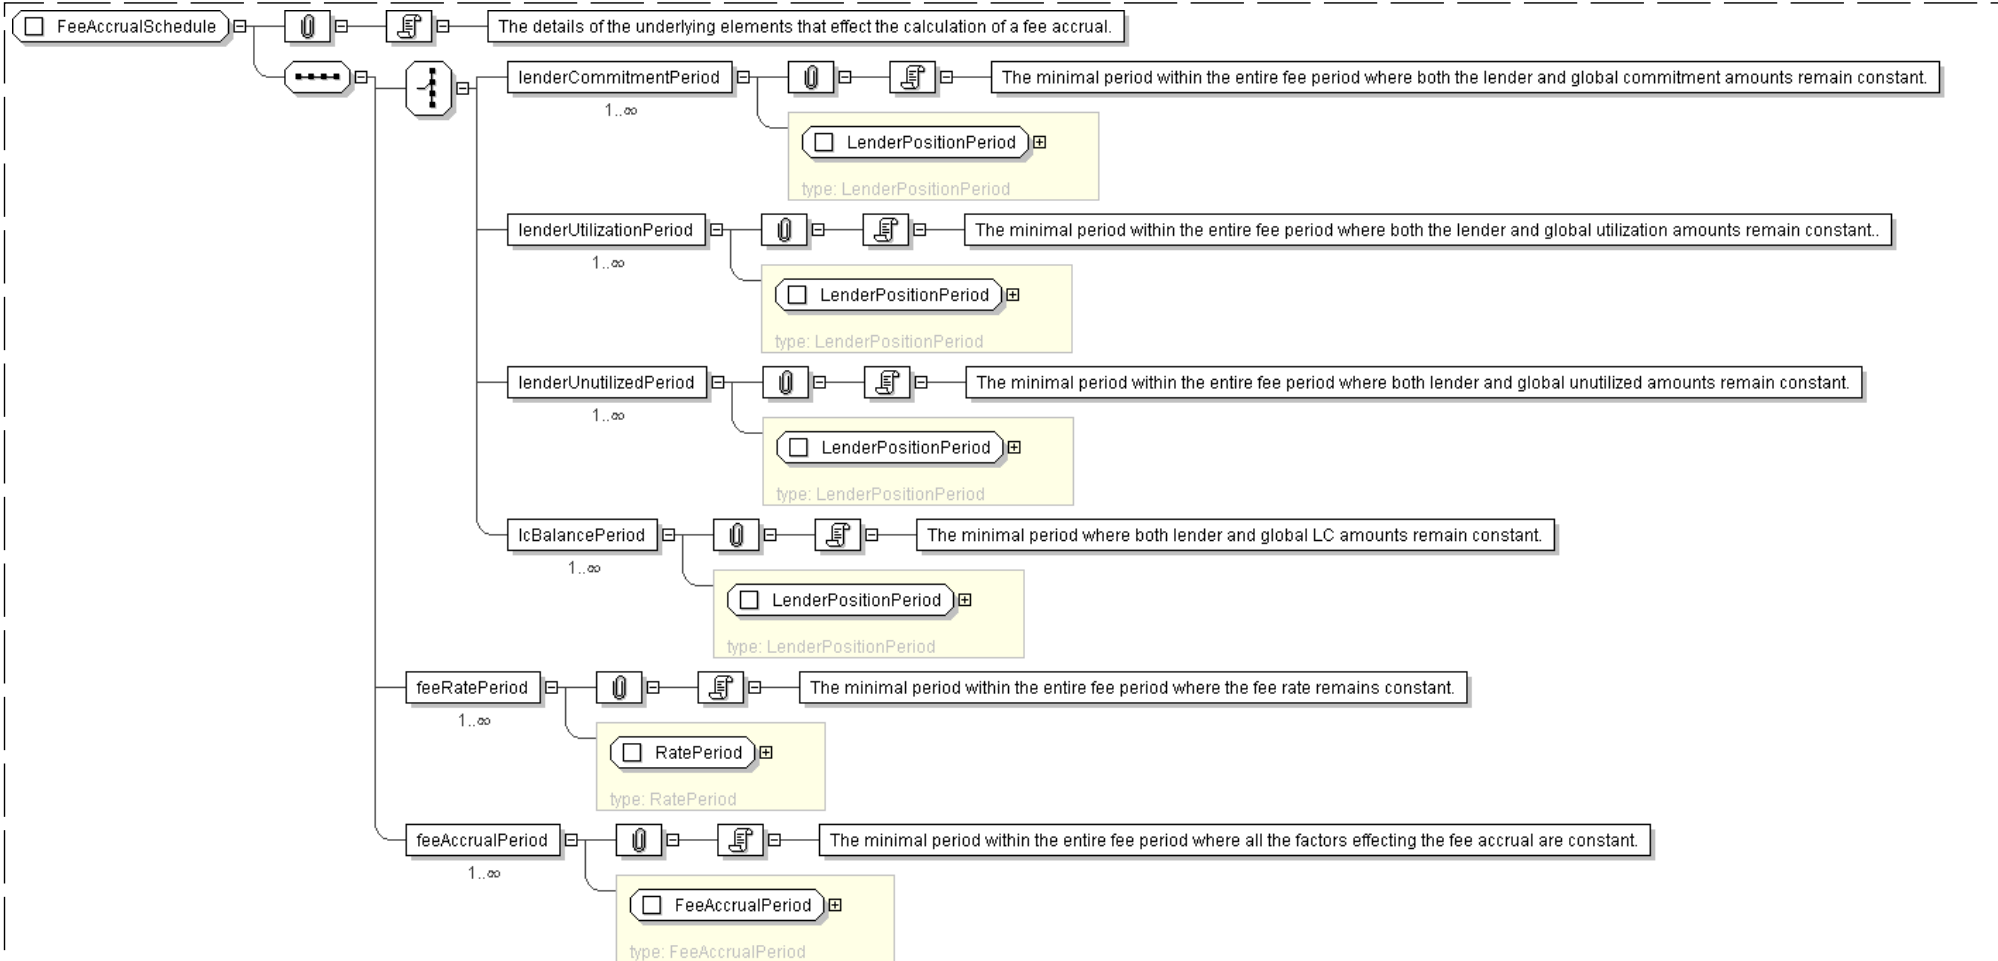 FeeAccrualSchedule The details of the underlying elements that effect the calculation of a fee accrual.
lenderCommitmentPeriod The minimal period within the entire fee period where both the lender and global commitment amounts remain constant.
1..∞
LenderPositionPeriod
type: LenderPositionPeriod
lenderUtilizationPeriod The minimal period within the entire fee period where both the lender and global utilization amounts remain constant..
1..∞
LenderPositionPeriod
type: LenderPositionPeriod
lenderUnutilizedPeriod The minimal period within the entire fee period where both lender and global unutilized amounts remain constant.
1..∞
LenderPositionPeriod
type: LenderPositionPeriod
lcBalancePeriod The minimal period where both lender and global LC amounts remain constant.
1..∞
LenderPositionPeriod
type: LenderPositionPeriod
feeRatePeriod The minimal period within the entire fee period where the fee rate remains constant.
1..∞
RatePeriod
type: RatePeriod
feeAccrualPeriod The minimal period within the entire fee period where all the factors effecting the fee accrual are constant.
1..∞
FeeAccrualPeriod
type: FeeAccrualPeriod